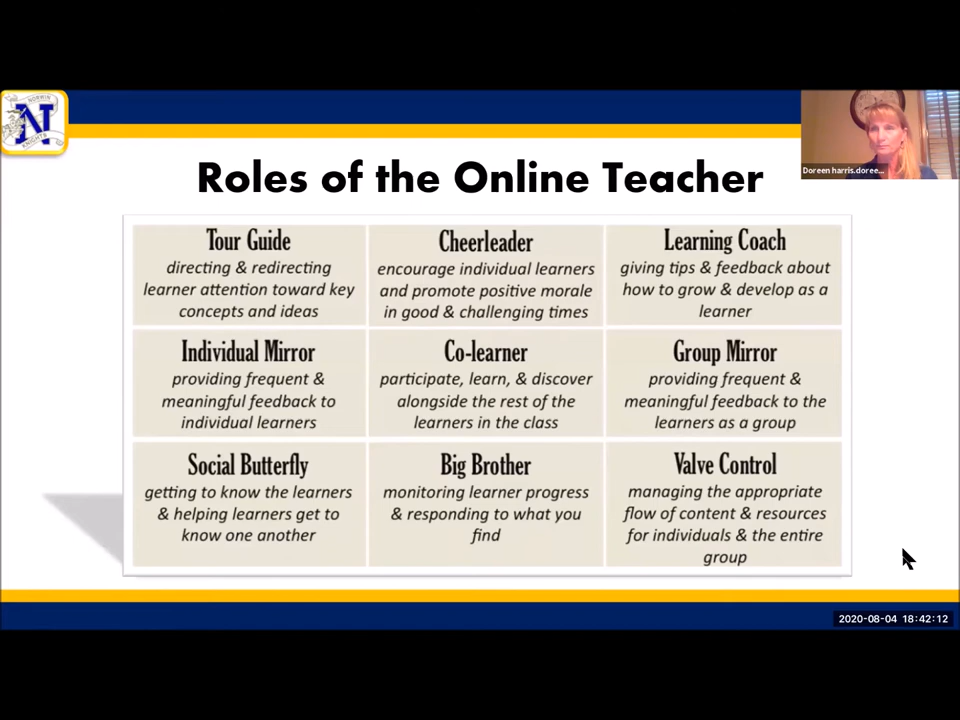 NORWIN
N
KNIGHTS
Doreen harris.doree...
Roles of the Online Teacher
Tour Guide
directing & redirecting
learner attention toward key
concepts and ideas
Cheerleader
encourage individual learners
and promote positive morale
in good & challenging times
Learning Coach
giving tips & feedback about
how to grow & develop as a
learner
Individual Mirror
providing frequent &
meaningful feedback to
individual learners
Co-learner
participate, learn, & discover
alongside the rest of the
learners in the class
Group Mirror
providing frequent &
meaningful feedback to the
learners as a group
Social Butterfly
getting to know the learners
& helping learners get to
know one another
Big Brother
monitoring learner progress
& responding to what you
find
Valve Control
managing the appropriate
flow of content & resources
for individuals & the entire
group
2020-08-04 18:42:12